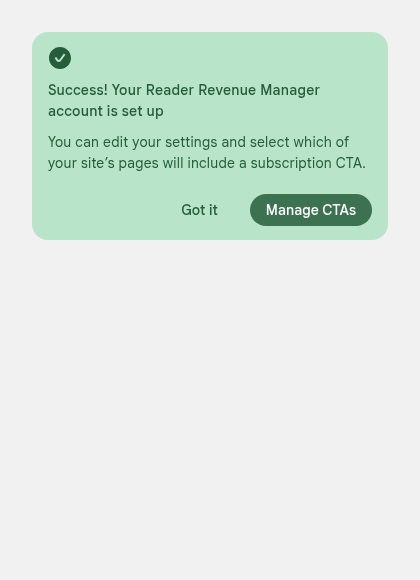 Success! Your Reader Revenue Manager
account is set up
You can edit your settings and select which of
your site’s pages will include a subscription CTA.
Got it
Manage CTAs